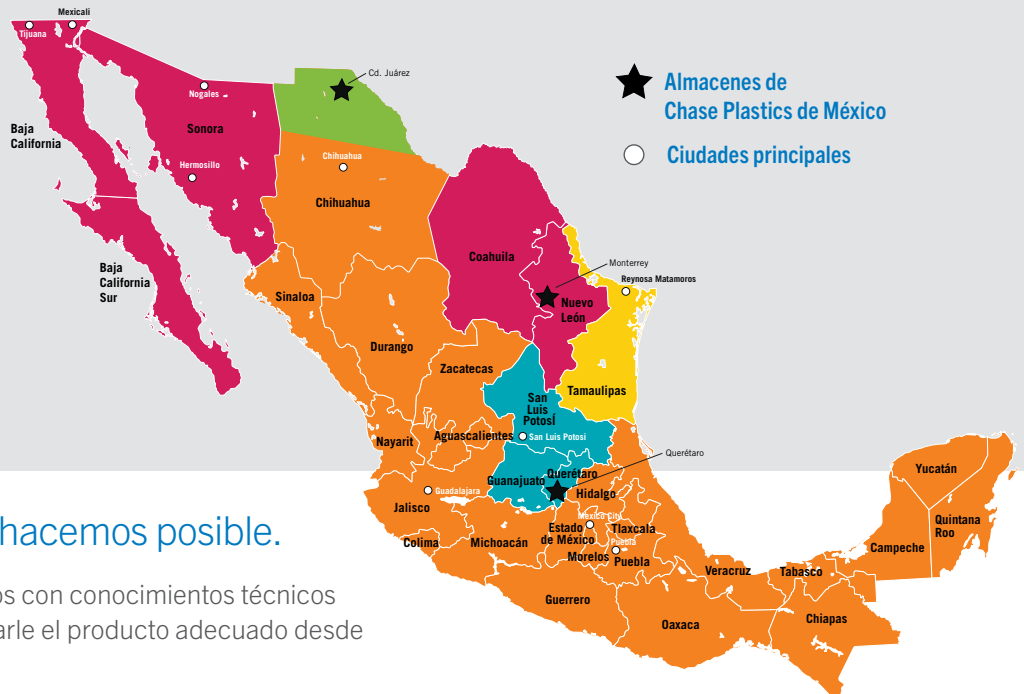 Mexicali
Tijuana
Nogales
Cd. Juárez
Almacenes de
Chase Plastics de México
Ciudades principales
Baja
California
Sonora
Hermosillo
Chihuahua
Chihuahua
Baja
California
Sur
Coahuila
Monterrey
Reynosa Matamoros
Sinaloa
Nuevo
León
Durango
Zacatecas
Tamaulipas
San
Luis
Potosí
Nayarit
Aguascalientes
San Luis Potosí
Querétaro
Guanajuato
Querétaro
Hidalgo
Guadalajara
Jalisco
Yucatán
Quintana
Roo
Campeche
Colima
Michoacán
Estado
de México
Mexico City
Tlaxcala
Puebla
Morelos
Puebla
Veracruz
Tabasco
Guerrero
Oaxaca
Chiapas
hacemos posible.
os con conocimientos técnicos
arle el producto adecuado desde